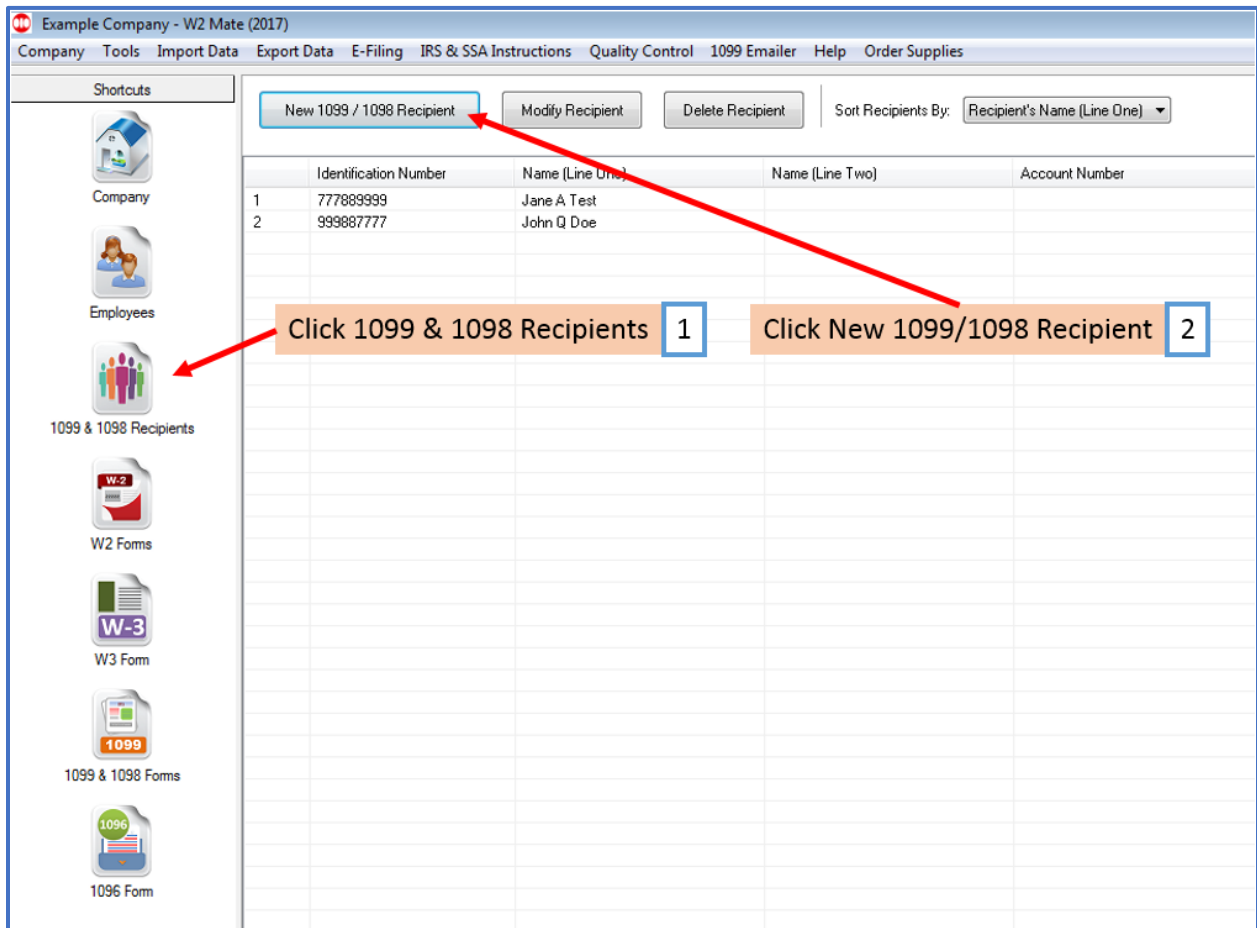 Example Company - W2 Mate (2017)
Company Tools Import Data Export Data E-Filing IRS & SSA Instructions Quality Control 1099 Emailer Help Order Supplies
Shortcuts
New 1099 / 1098 Recipient Modify Recipient Delete Recipient Sort Recipients By: Recipient's Name (Line One)
Identification Number Name (Line One) Name (Line Two) Account Number
1 777889999 Jane A Test
2 999887777 John Q Doe
Company
Employees
Click 1099 & 1098 Recipients 1 Click New 1099/1098 Recipient 2
1099 & 1098 Recipients
W-2
W2 Forms
W-3
W3 Form
1099
1099 & 1098 Forms
1096
1096 Form